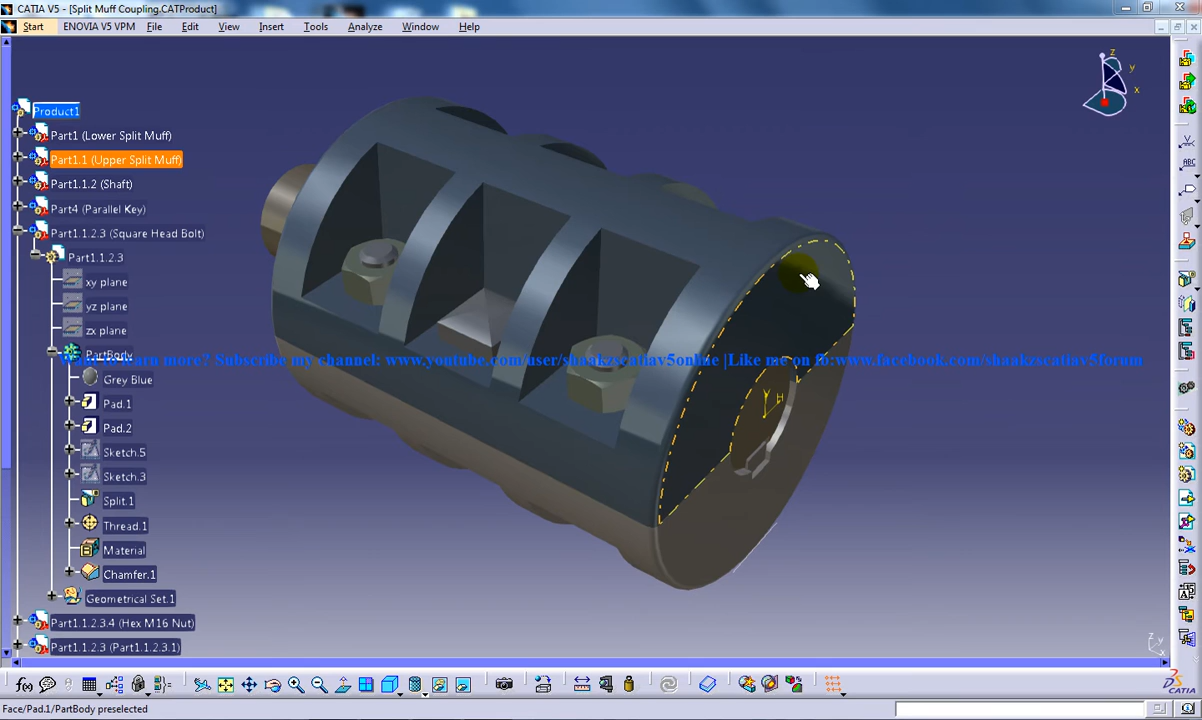 CATIA V5 - [Split Muff Coupling.CATProduct]
Start ENOVIA V5 VPM File Edit View Insert Tools Analyze Window Help
z
y
x
Product1
Part1 (Lower Split Muff)
Part1.1 (Upper Split Muff)
Part1.1.2 (Shaft)
Part4 (Parallel Key)
Part1.1.2.3 (Square Head Bolt)
Part1.1.2.3
xy plane
yz plane
zx plane
PartBody
Want to learn more? Subscribe my channel: www.youtube.com/user/shaakzscatiav5online |Like me on fb:www.facebook.com/shaakzscatiav5forum
Grey Blue
Pad.1
V H
Pad.2
Sketch.5
Sketch.3
Split.1
Thread.1
Material
Chamfer.1
Geometrical Set.1
Part1.1.2.3.4 (Hex M16 Nut)
Part1.1.2.3 (Part1.1.2.3.1)
ABC
f(x)
CATIA
Face/Pad.1/PartBody preselected